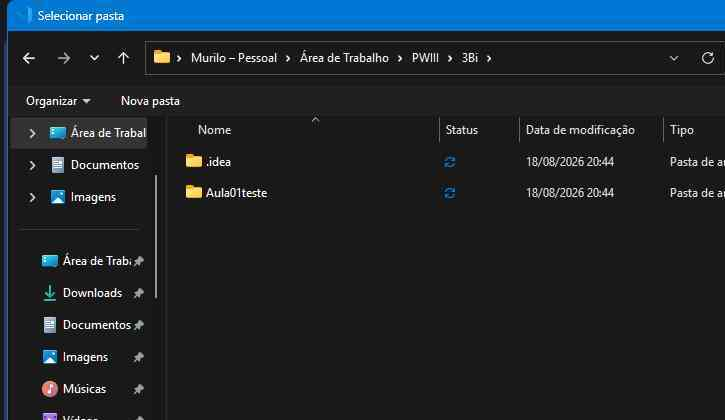 Selecionar pasta
Murilo – Pessoal > Área de Trabalho > PWIII > 3Bi >
Organizar Nova pasta
Nome Status Data de modificação Tipo
Área de Trabal
Documentos
Imagens
.idea 18/08/2026 20:44 Pasta de a
Aula01teste 18/08/2026 20:44 Pasta de a
Área de Traba
Downloads
Documentos
Imagens
Músicas
Vídeos